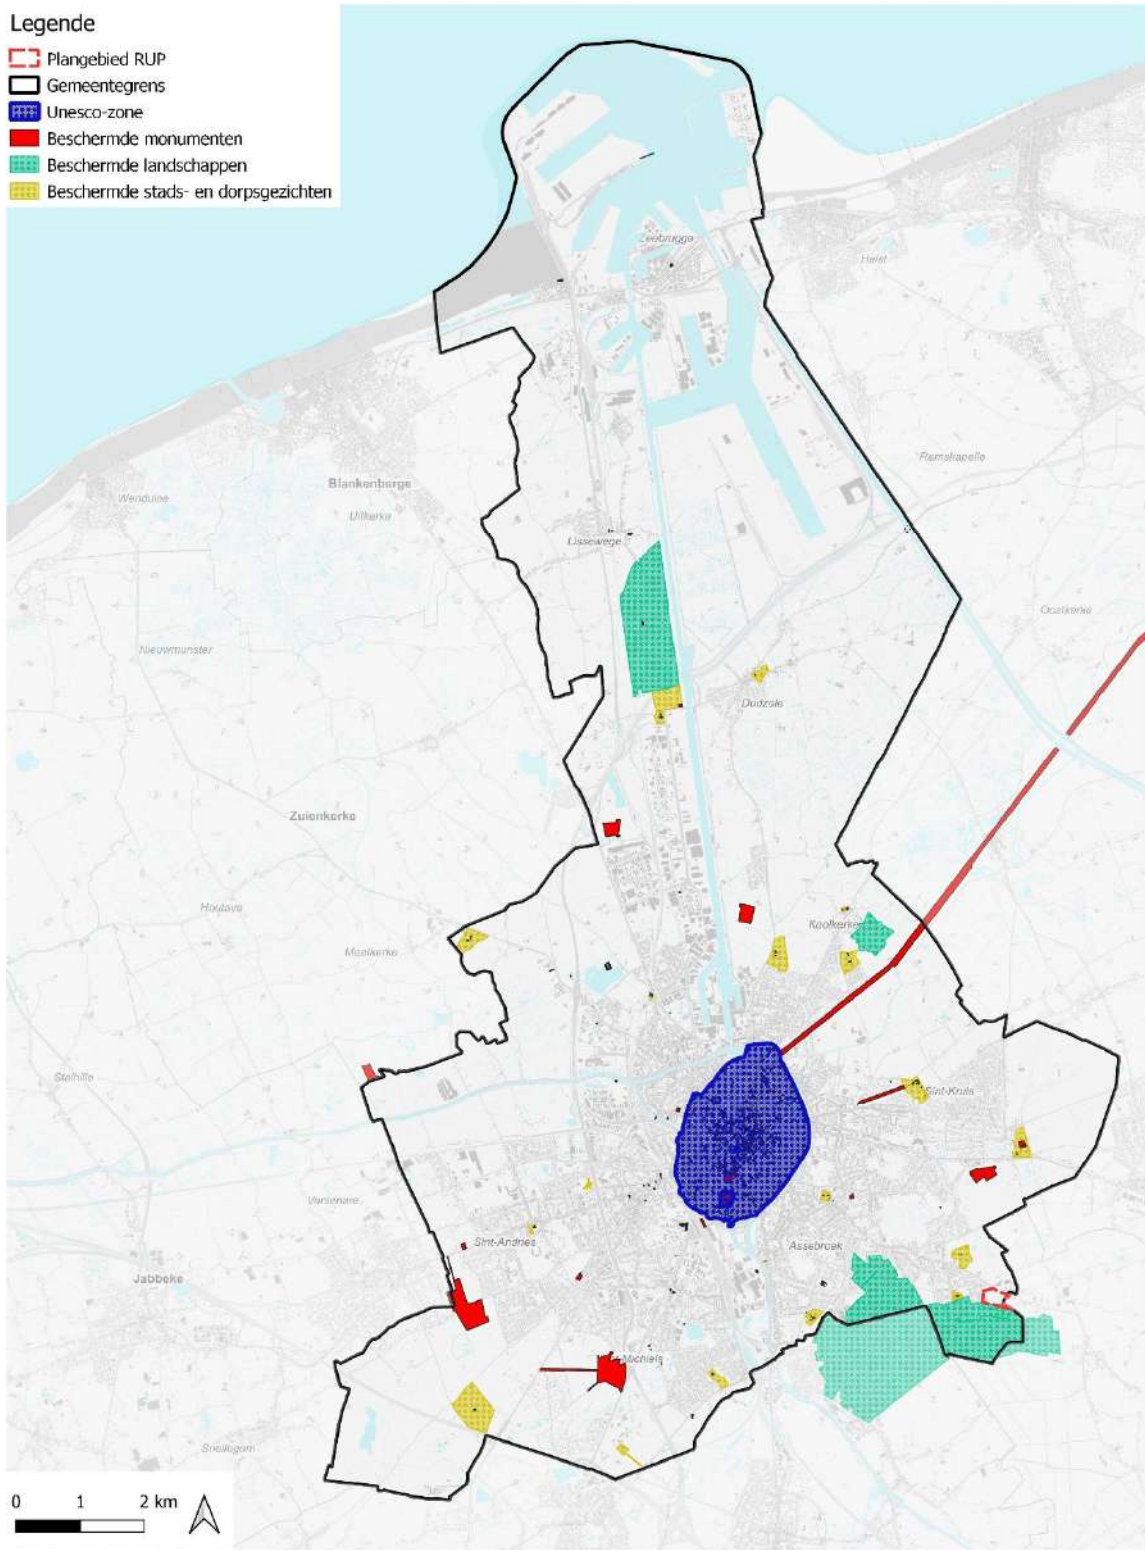 Legende
Plangebied RUP
Gemeentegrens
Unesco-zone
Beschermde monumenten
Beschermde landschappen
Beschermde stads- en dorpsgezichten
Zeebrugge
Heist
Ramskapelle
Wenduine
Blankenberge
Uitkerke
Lissewege
Oostkerke
Nieuwmunster
Dudzele
Zuienkerke
Houtave
Meetkerke
Koolkerke
Stalhille
Sint-Kruis
Varsenare
Sint-Andries
Assebroek
Jabbeke
Michiels
Snellegem
0 1 2 km